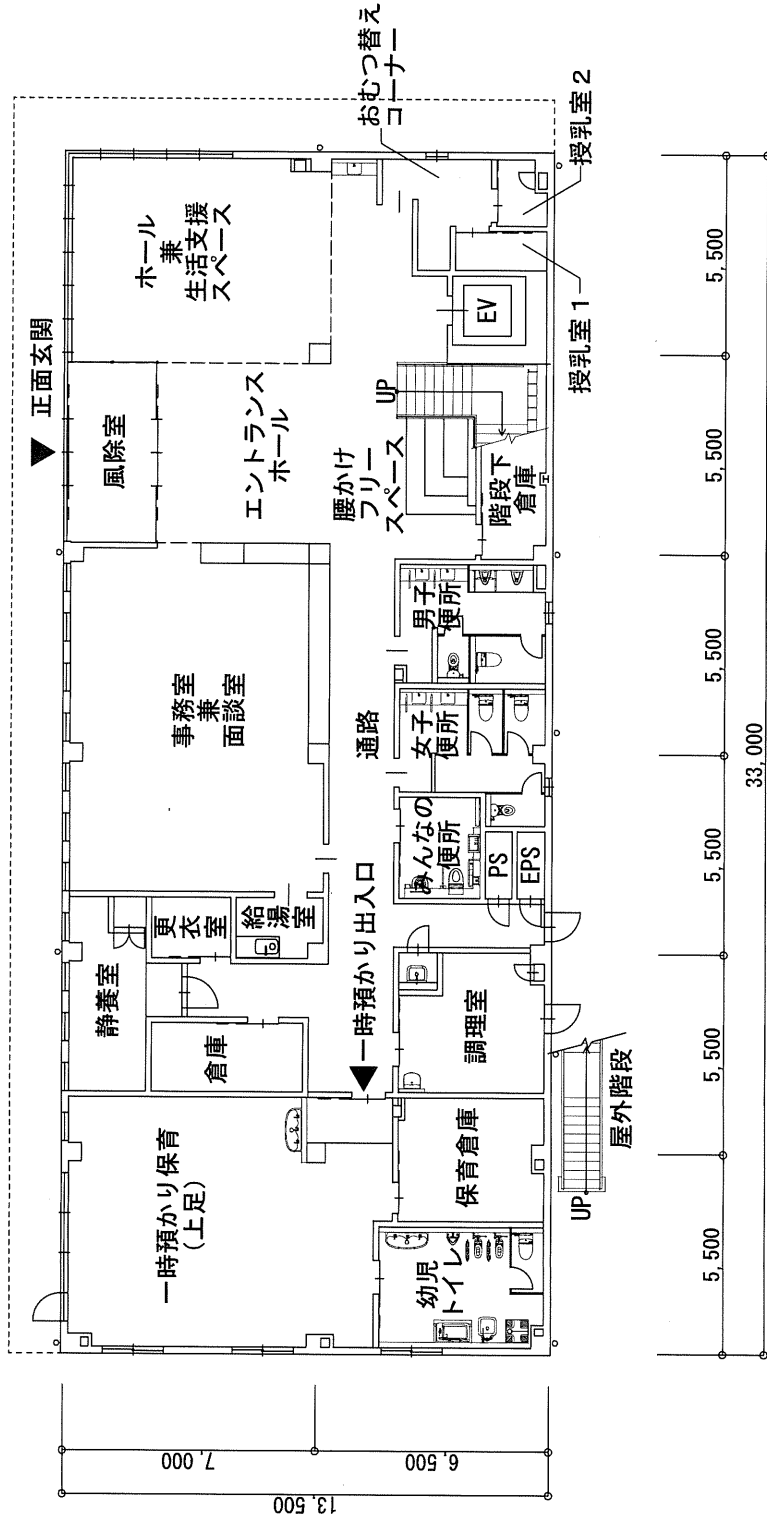 正面玄関
ホール
兼
生活支援
スペース
風除室
エントランス
ホール
腰かけ
フリー
スペース
おむつ替え
コーナー
授乳室2
授乳室1
EV
UP
階段下
倉庫
事務室
兼
面談室
通路
男子
便所
女子
便所
みんなの
便所
PS
EPS
静養室
更
衣
室
給
湯
室
倉庫
一時預かり出入口
調理室
一時預かり保育
(上足)
保育倉庫
幼児
トイレ
屋外階段
UP
5,500
5,500
5,500
5,500
5,500
5,500
33,000
7,000
6,500
13,500